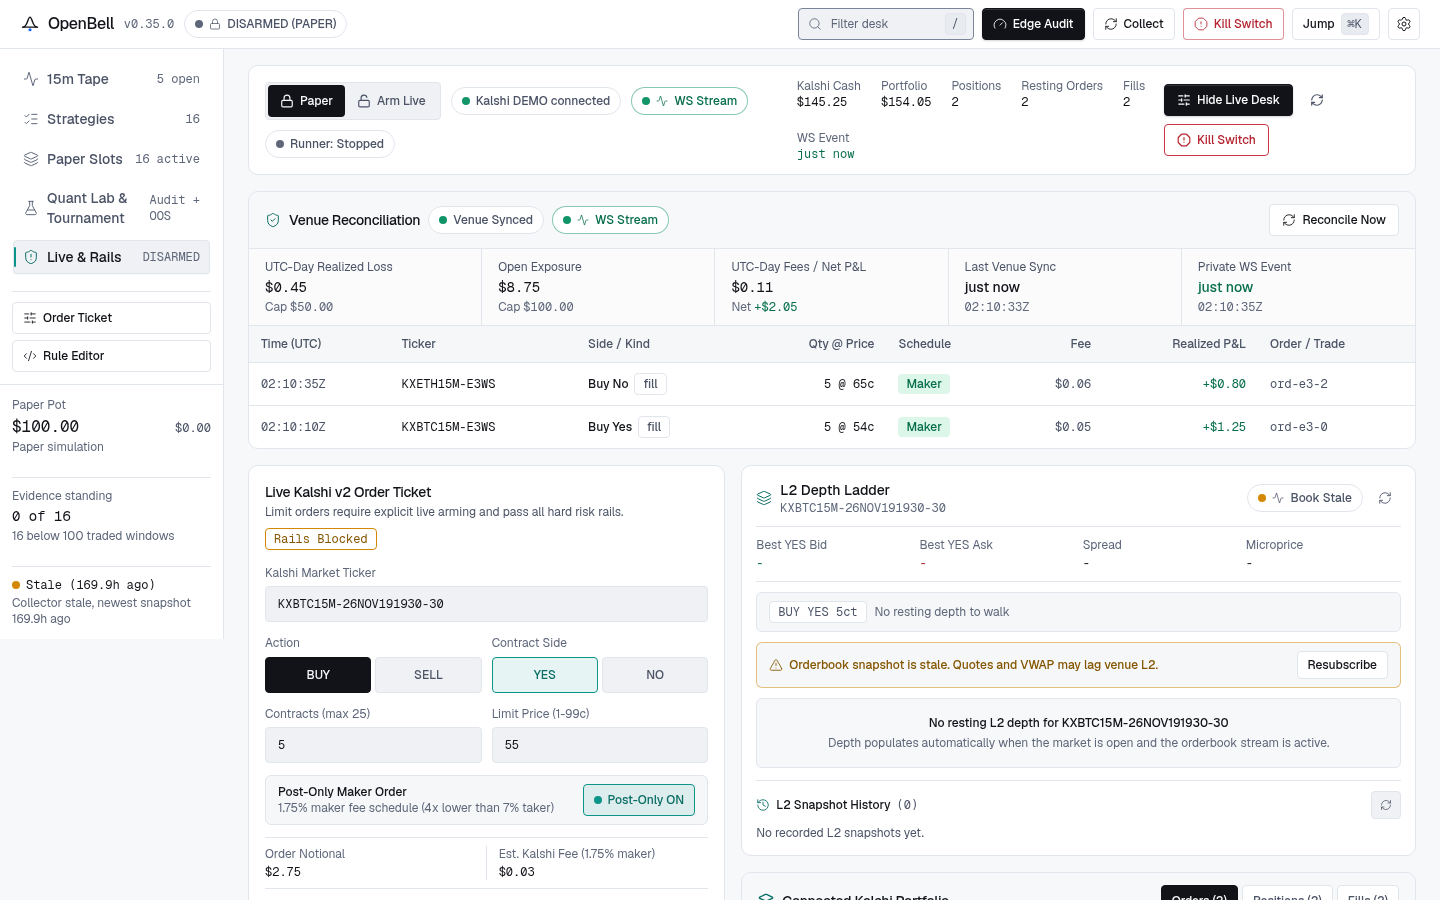 OpenBell v0.35.0 DISARMED (PAPER) Filter desk / Edge Audit Collect Kill Switch Jump ⌘K
15m Tape 5 open
Strategies 16
Paper Slots 16 active
Quant Lab & Tournament Audit + OOS
Live & Rails DISARMED
Order Ticket
Rule Editor
Paper Pot
$100.00 $0.00
Paper simulation
Evidence standing
0 of 16
16 below 100 traded windows
Stale (169.9h ago)
Collector stale, newest snapshot
169.9h ago
Paper Arm Live Kalshi DEMO connected WS Stream
Runner: Stopped
Kalshi Cash Portfolio Positions Resting Orders Fills
$145.25 $154.05 2 2 2
WS Event
just now
Hide Live Desk
Kill Switch
Venue Reconciliation Venue Synced WS Stream Reconcile Now
UTC-Day Realized Loss Open Exposure UTC-Day Fees / Net P&L Last Venue Sync Private WS Event
$0.45 $8.75 $0.11 just now just now
Cap $50.00 Cap $100.00 Net +$2.05 02:10:33Z 02:10:35Z
Time (UTC) Ticker Side / Kind Qty @ Price Schedule Fee Realized P&L Order / Trade
02:10:35Z KXETH15M-E3WS Buy No fill 5 @ 65c Maker $0.06 +$0.80 ord-e3-2
02:10:10Z KXBTC15M-E3WS Buy Yes fill 5 @ 54c Maker $0.05 +$1.25 ord-e3-0
Live Kalshi v2 Order Ticket
Limit orders require explicit live arming and pass all hard risk rails.
Rails Blocked
Kalshi Market Ticker
KXBTC15M-26NOV191930-30
Action Contract Side
BUY SELL YES NO
Contracts (max 25) Limit Price (1-99c)
5 55
Post-Only Maker Order
1.75% maker fee schedule (4x lower than 7% taker)
Post-Only ON
Order Notional Est. Kalshi Fee (1.75% maker)
$2.75 $0.03
L2 Depth Ladder
KXBTC15M-26NOV191930-30
Book Stale
Best YES Bid Best YES Ask Spread Microprice
- - - -
BUY YES 5ct No resting depth to walk
Orderbook snapshot is stale. Quotes and VWAP may lag venue L2. Resubscribe
No resting L2 depth for KXBTC15M-26NOV191930-30
Depth populates automatically when the market is open and the orderbook stream is active.
L2 Snapshot History (0)
No recorded L2 snapshots yet.
Connected Kalshi Portfolio Orders (2) Positions (2) Fills (2)